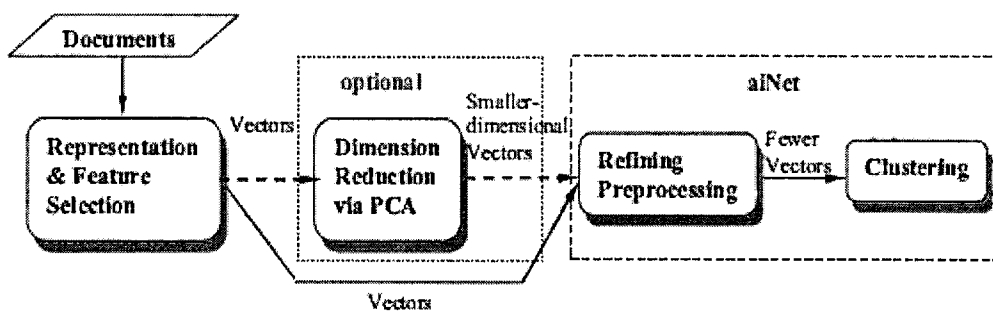 Documents
optional
aiNet
Vectors
Smaller-
dimensional
Vectors
Representation
& Feature
Selection
Dimension
Reduction
via PCA
Refining
Preprocessing
Fewer
Vectors
Clustering
Vectors